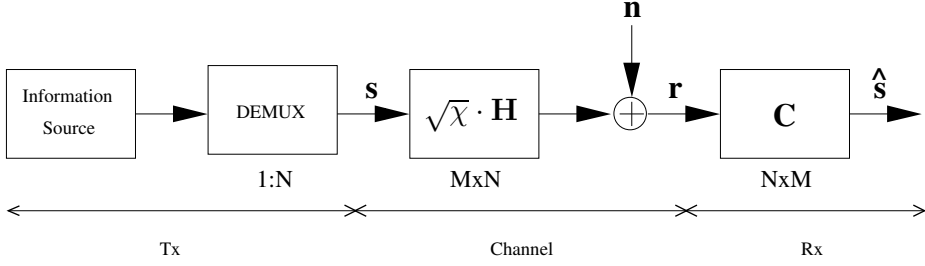 n
Information
Source
DEMUX
s
√χ · H
r
C
ŝ
1:N
MxN
NxM
Tx
Channel
Rx